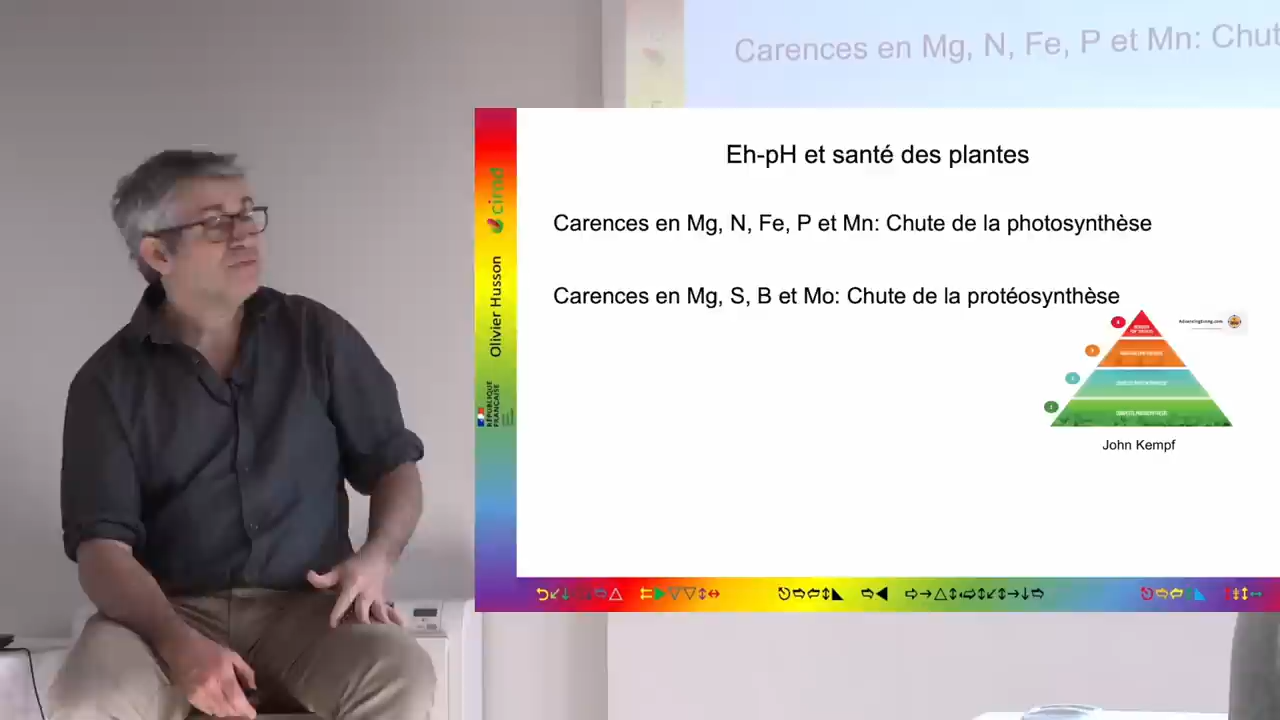 Carences en Mg, N, Fe, P et Mn: Chut
Eh-pH et santé des plantes
Carences en Mg, N, Fe, P et Mn: Chute de la photosynthèse
Carences en Mg, S, B et Mo: Chute de la protéosynthèse
John Kempf
cirad
Olivier Husson
RÉPUBLIQUE
FRANÇAISE